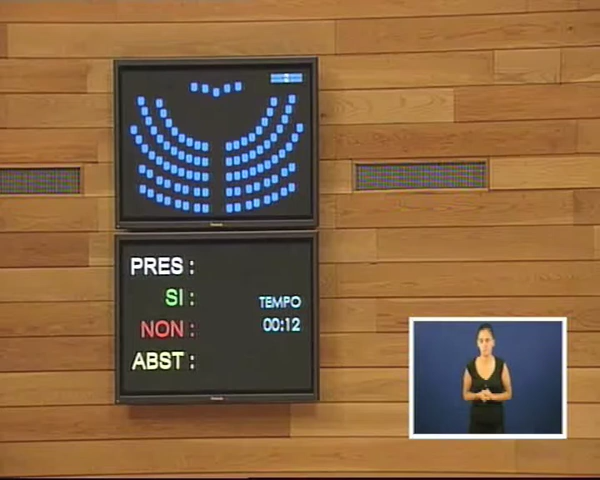 PRES :
SI :
NON :
ABST :
TEMPO
00:12